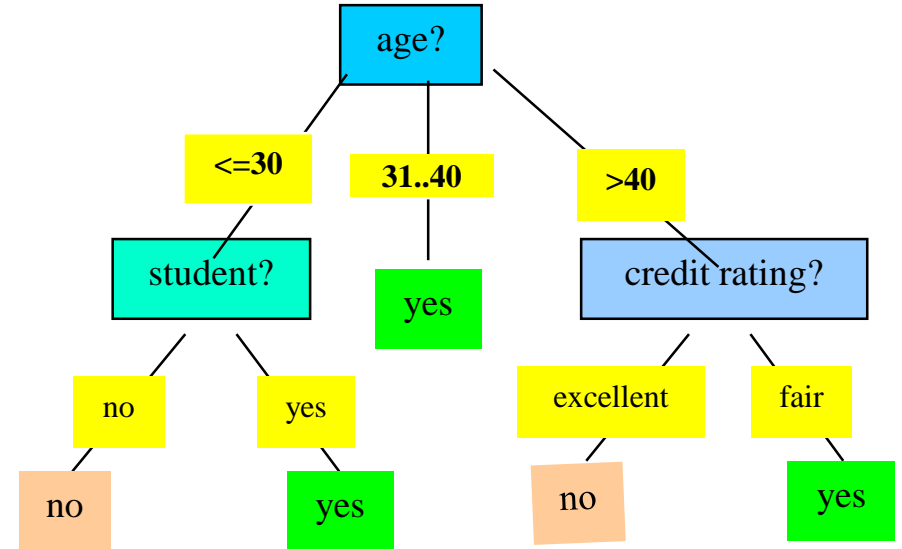 age?
<=30
31..40
>40
student?
yes
credit rating?
no
yes
excellent
fair
no
yes
no
yes